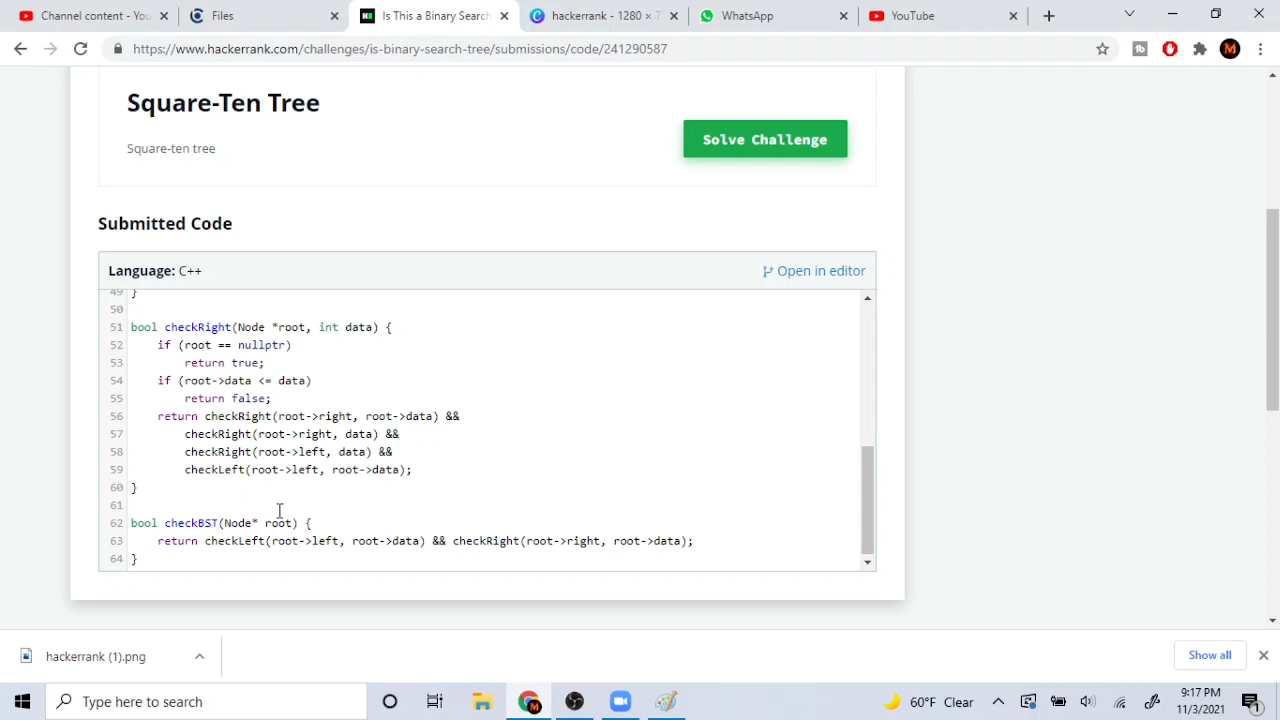 Channel content - You
Files
Is This a Binary Search
hackerrank - 1280 × 7
WhatsApp
YouTube
https://www.hackerrank.com/challenges/is-binary-search-tree/submissions/code/241290587
M
Square-Ten Tree
Square-ten tree
Solve Challenge
Submitted Code
Language: C++
Open in editor
49 }
50
51 bool checkRight(Node *root, int data) {
52 if (root == nullptr)
53 return true;
54 if (root->data <= data)
55 return false;
56 return checkRight(root->right, root->data) &&
57 checkRight(root->right, data) &&
58 checkRight(root->left, data) &&
59 checkLeft(root->left, root->data);
60 }
61
62 bool checkBST(Node* root) {
63 return checkLeft(root->left, root->data) && checkRight(root->right, root->data);
64 }
hackerrank (1).png
Show all
Type here to search
60°F Clear
9:17 PM
11/3/2021